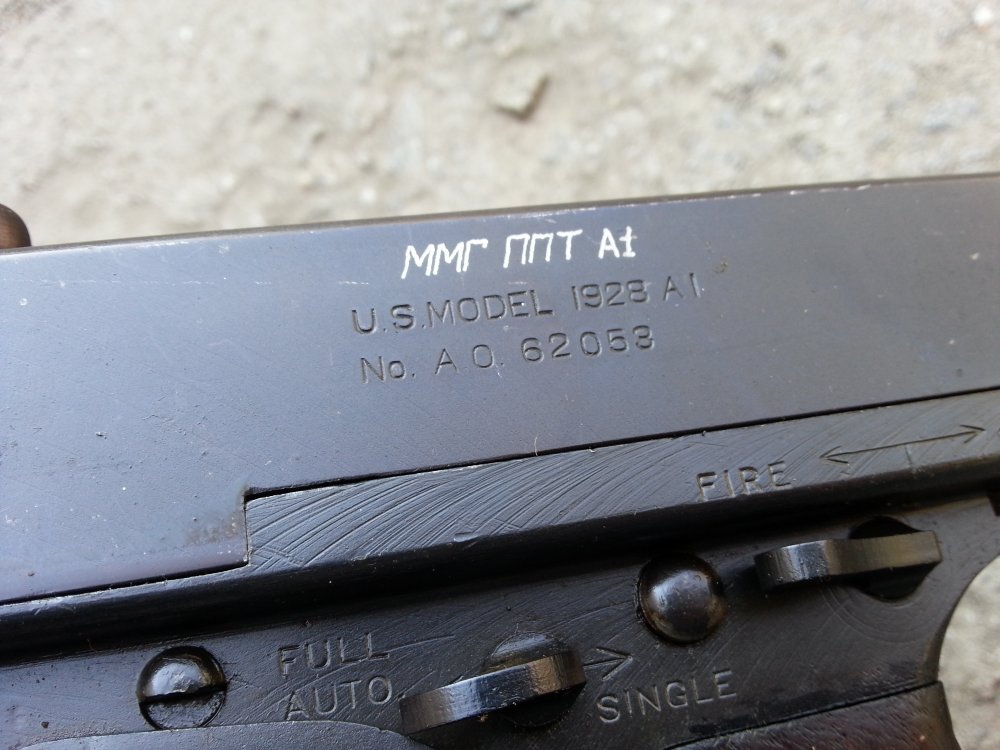 ММГ ППТ А1
U.S. MODEL 1928 A1
No. A O. 62053
FIRE
FULL
AUTO
SINGLE